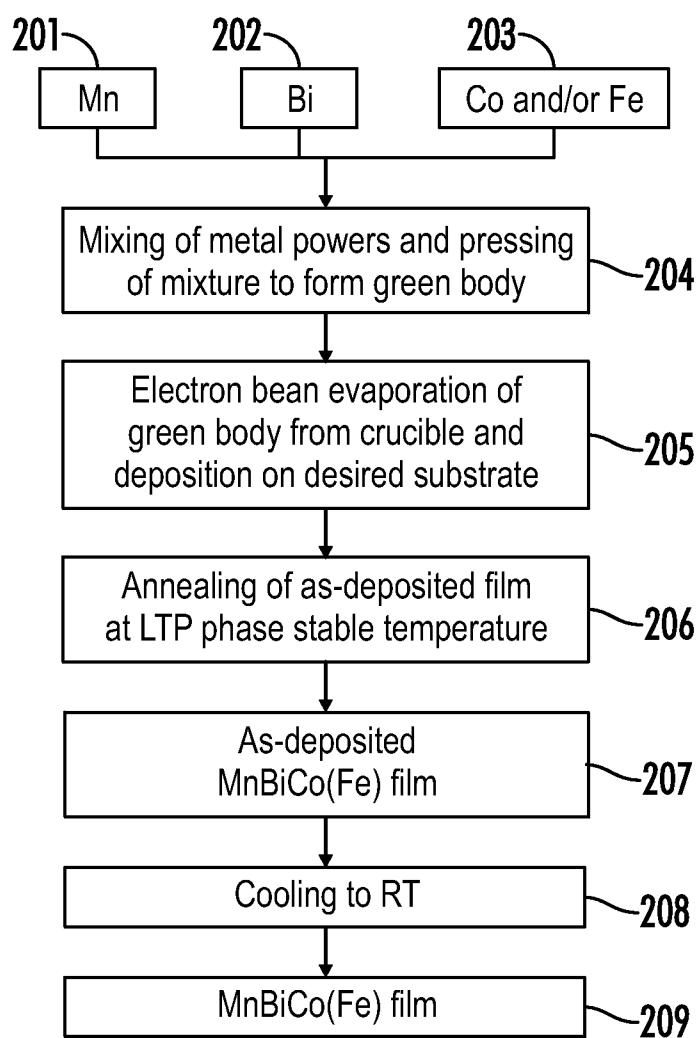 201
202
203
Mn
Bi
Co and/or Fe
Mixing of metal powers and pressing
of mixture to form green body
204
Electron bean evaporation of
green body from crucible and
deposition on desired substrate
205
Annealing of as-deposited film
at LTP phase stable temperature
206
As-deposited
MnBiCo(Fe) film
207
Cooling to RT
208
MnBiCo(Fe) film
209